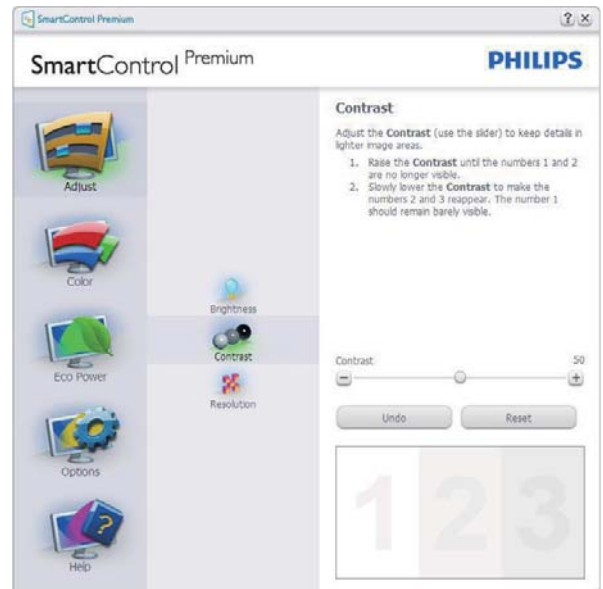 SmartControl Premium
SmartControl Premium
PHILIPS
Adjust
Color
Eco Power
Options
Help
Brightness
Contrast
Resolution
Contrast
Adjust the Contrast (use the slider) to keep details in
lighter image areas.
1. Raise the Contrast until the numbers 1 and 2
are no longer visible.
2. Slowly lower the Contrast to make the
numbers 2 and 3 reappear. The number 1
should remain barely visible.
Contrast 50
Undo Reset
1 2 3